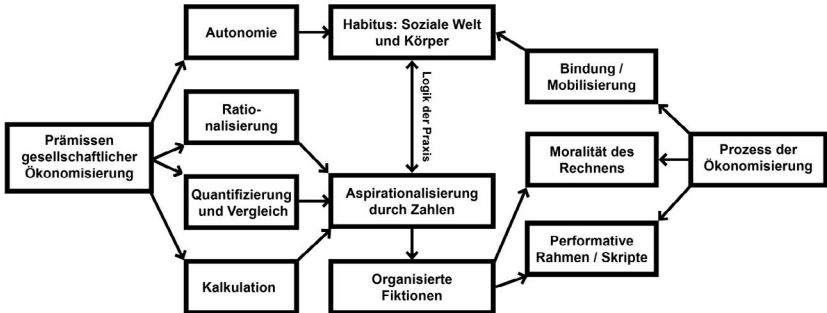 Prämissen
gesellschaftlicher
Ökonomisierung
Autonomie
Ratio-
nalisierung
Quantifizierung
und Vergleich
Kalkulation
Habitus: Soziale Welt
und Körper
Logik der Praxis
Aspirationalisierung
durch Zahlen
Organisierte
Fiktionen
Bindung /
Mobilisierung
Moralität des
Rechnens
Performative
Rahmen / Skripte
Prozess der
Ökonomisierung